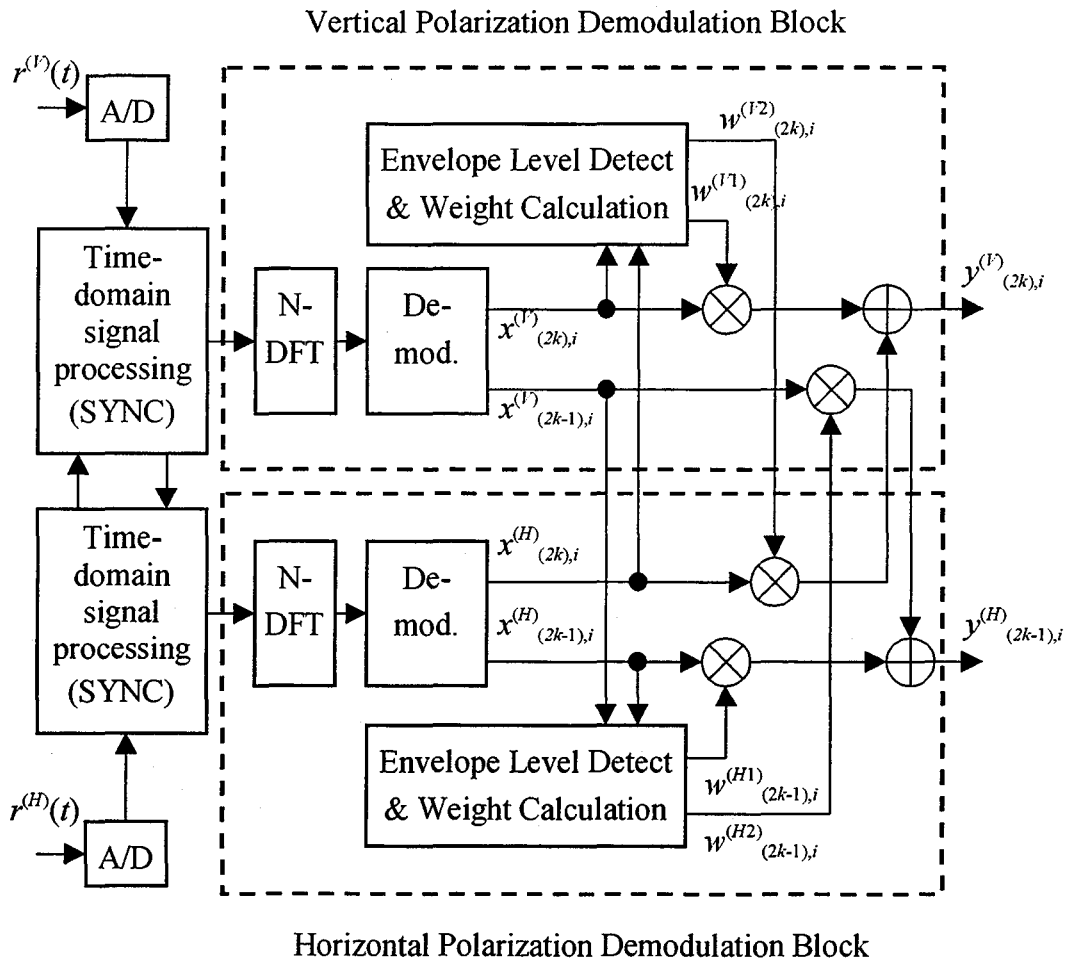 Vertical Polarization Demodulation Block
r^(V)(t)
A/D
Envelope Level Detect
& Weight Calculation
w^(V2)_(2k),i
w^(V1)_(2k),i
Time-
domain
signal
processing
(SYNC)
N-
DFT
De-
mod.
x^(V)_(2k),i
x^(V)_(2k-1),i
y^(V)_(2k),i
Time-
domain
signal
processing
(SYNC)
N-
DFT
De-
mod.
x^(H)_(2k),i
x^(H)_(2k-1),i
y^(H)_(2k-1),i
Envelope Level Detect
& Weight Calculation
w^(H1)_(2k-1),i
w^(H2)_(2k-1),i
r^(H)(t)
A/D
Horizontal Polarization Demodulation Block